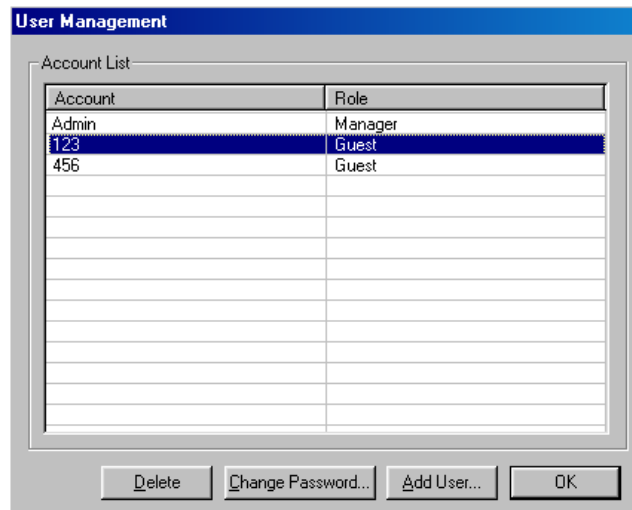 User Management
Account List
Account Role
Admin Manager
123 Guest
456 Guest
Delete Change Password... Add User... OK